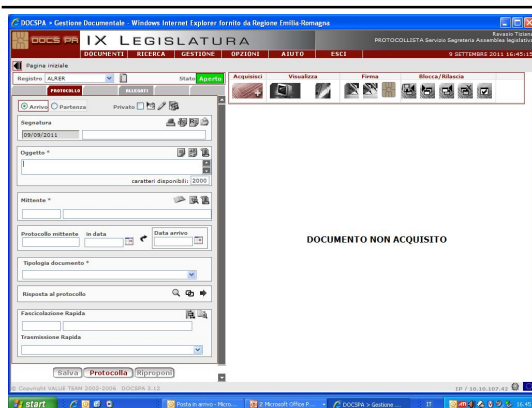 DOCSPA > Gestione Documentale - Windows Internet Explorer fornito da Regione Emilia-Romagna
DOCS PA IX LEGISLATURA
Ravasio Tiziana
PROTOCOLLISTA Servizio Segreteria Assemblea legislativa
DOCUMENTI RICERCA GESTIONE OPZIONI AIUTO ESCI 9 SETTEMBRE 2011 16:45:15
Pagina iniziale
Registro ALRER Stato Aperto
Acquisisci Visualizza Firma Blocca/Rilascia
PROTOCOLLO ALLEGATI
Arrivo Partenza Privato
Segnatura
09/09/2011
Oggetto *
caratteri disponibili: 2000
Mittente *
Protocollo mittente in data Data arrivo
DOCUMENTO NON ACQUISITO
Tipologia documento *
Risposta al protocollo
Fascicolazione Rapida
Trasmissione Rapida
Salva Protocolla Riproponi
© Copyright VALUE TEAM 2002-2006 DOCSPA 3.12
IP / 10.10.107.42
start Posta in arrivo - Micro... 2 Microsoft Office P... DOCSPA > Gestione ... IT 16.45